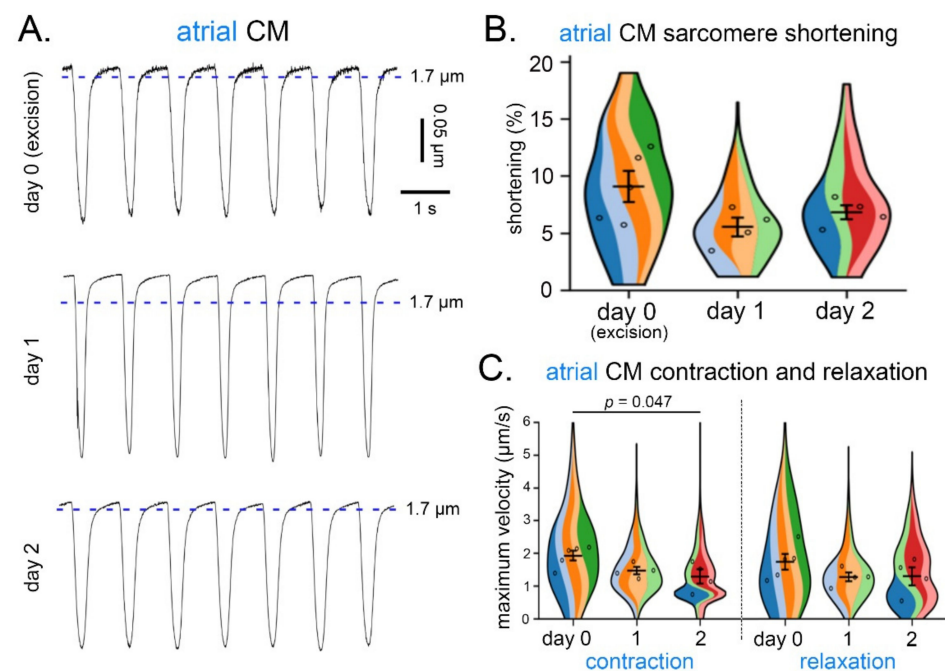 A.
atrial CM
day 0 (excision)
1.7 µm
0.05 µm
1 s
day 1
1.7 µm
day 2
1.7 µm
B.
atrial CM sarcomere shortening
shortening (%)
20
15
10
5
0
day 0
(excision)
day 1
day 2
C.
atrial CM contraction and relaxation
p = 0.047
maximum velocity (µm/s)
6
5
4
3
2
1
0
day 0 1 2 day 0 1 2
contraction relaxation